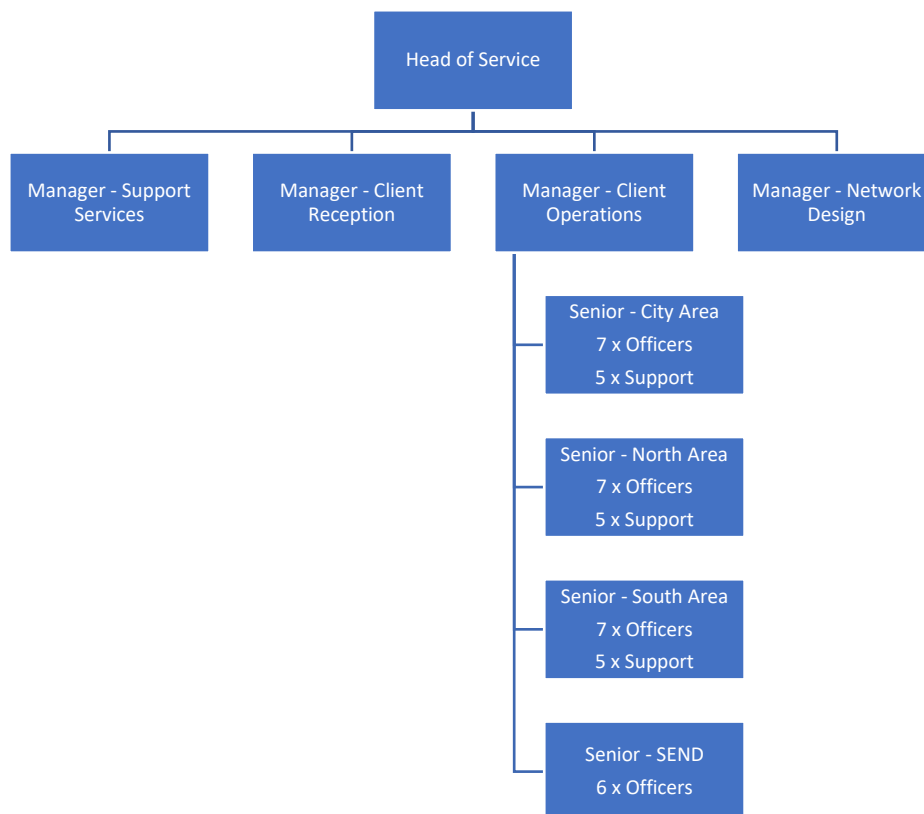 Head of Service
Manager - Support
Services
Manager - Client
Reception
Manager - Client
Operations
Manager - Network
Design
Senior - City Area
7 x Officers
5 x Support
Senior - North Area
7 x Officers
5 x Support
Senior - South Area
7 x Officers
5 x Support
Senior - SEND
6 x Officers